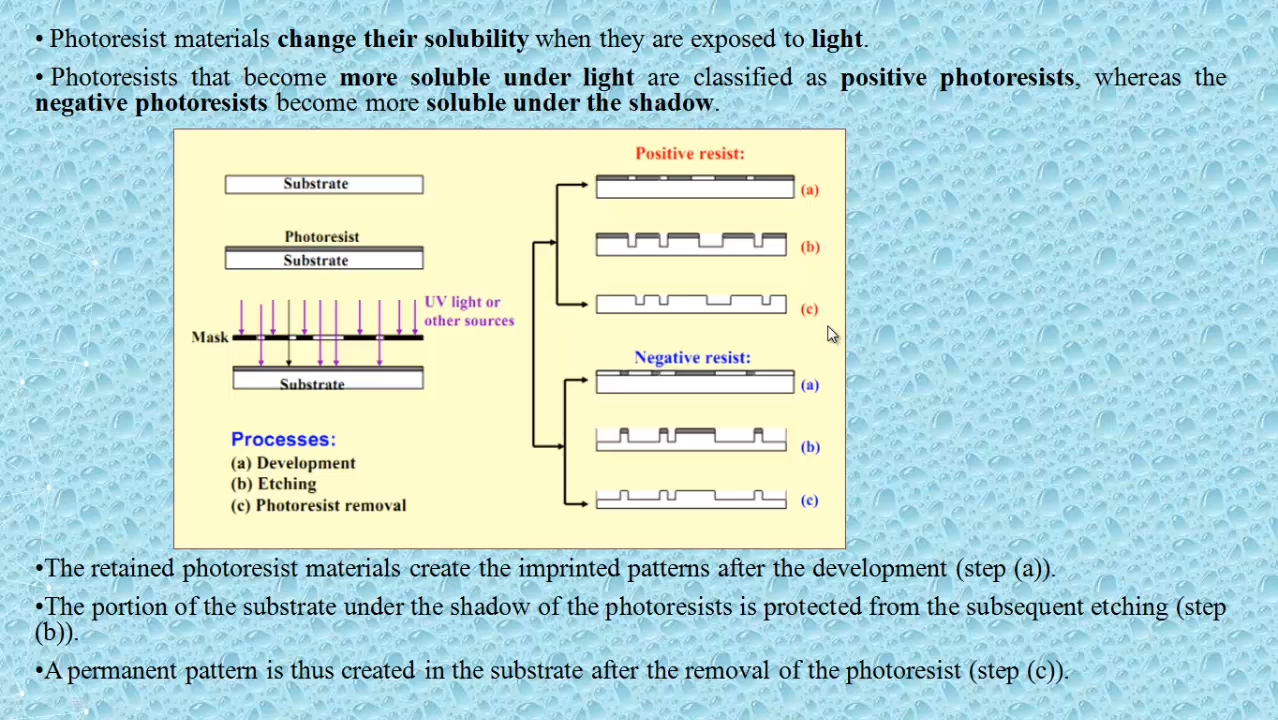 • Photoresist materials change their solubility when they are exposed to light.
• Photoresists that become more soluble under light are classified as positive photoresists, whereas the
negative photoresists become more soluble under the shadow.
Substrate
Photoresist
Substrate
UV light or
other sources
Mask
Substrate
Processes:
(a) Development
(b) Etching
(c) Photoresist removal
Positive resist:
(a)
(b)
(c)
Negative resist:
(a)
(b)
(c)
•The retained photoresist materials create the imprinted patterns after the development (step (a)).
•The portion of the substrate under the shadow of the photoresists is protected from the subsequent etching (step
(b)).
•A permanent pattern is thus created in the substrate after the removal of the photoresist (step (c)).